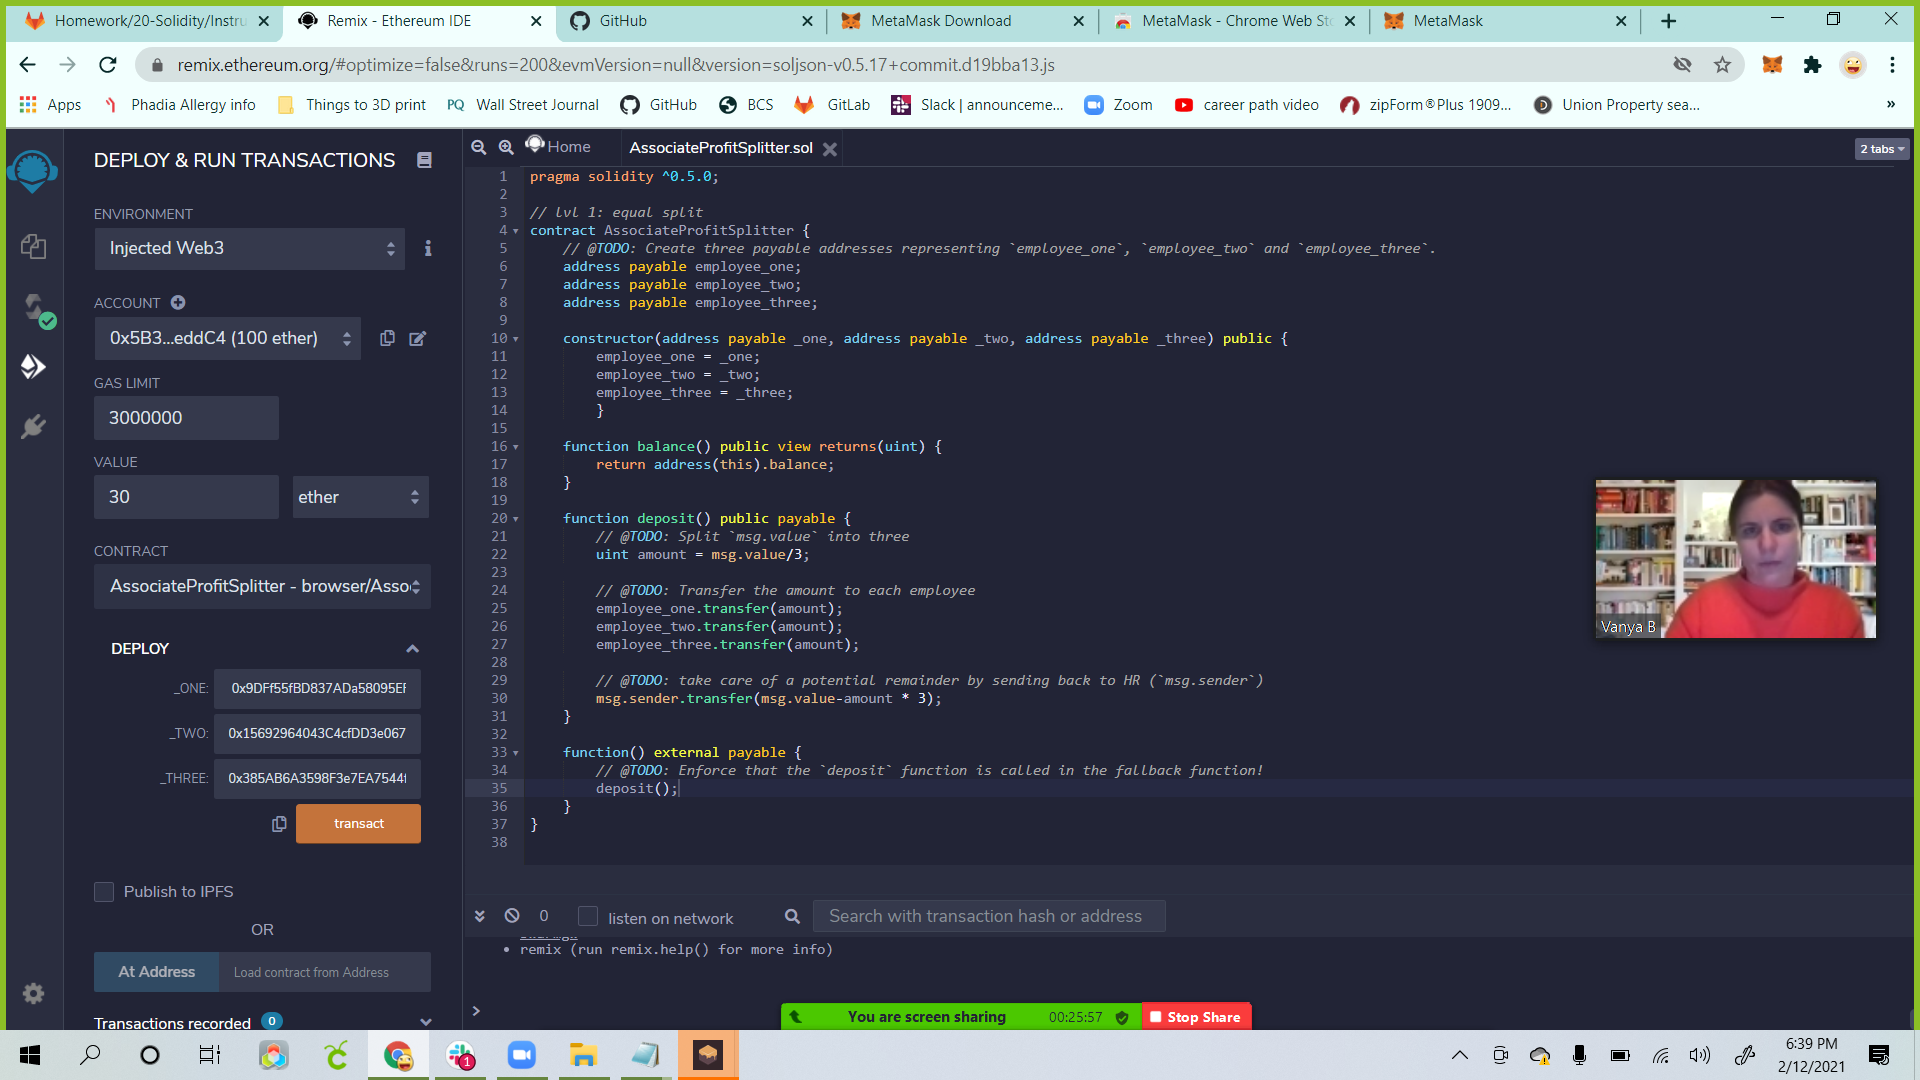 Homework/20-Solidity/Instru
Remix - Ethereum IDE
GitHub
MetaMask Download
MetaMask - Chrome Web Sto
MetaMask
remix.ethereum.org/#optimize=false&runs=200&evmVersion=null&version=soljson-v0.5.17+commit.d19bba13.js
Apps
Phadia Allergy info
Things to 3D print
PQ Wall Street Journal
GitHub
BCS
GitLab
Slack | announceme...
Zoom
career path video
zipForm®Plus 1909...
Union Property sea...
»
DEPLOY & RUN TRANSACTIONS
ENVIRONMENT
Injected Web3
ACCOUNT
0x5B3...eddC4 (100 ether)
GAS LIMIT
3000000
VALUE
30
ether
CONTRACT
AssociateProfitSplitter - browser/Asso
DEPLOY
_ONE: 0x9DFf55fBD837ADa58095EF
_TWO: 0x15692964043C4cfDD3e067
_THREE: 0x385AB6A3598F3e7EA7544f
transact
Publish to IPFS
OR
At Address
Load contract from Address
Transactions recorded 0
Home
AssociateProfitSplitter.sol
2 tabs
1 pragma solidity ^0.5.0;
2
3 // lvl 1: equal split
4 contract AssociateProfitSplitter {
5 // @TODO: Create three payable addresses representing `employee_one`, `employee_two` and `employee_three`.
6 address payable employee_one;
7 address payable employee_two;
8 address payable employee_three;
9
10 constructor(address payable _one, address payable _two, address payable _three) public {
11 employee_one = _one;
12 employee_two = _two;
13 employee_three = _three;
14 }
15
16 function balance() public view returns(uint) {
17 return address(this).balance;
18 }
19
20 function deposit() public payable {
21 // @TODO: Split `msg.value` into three
22 uint amount = msg.value/3;
23
24 // @TODO: Transfer the amount to each employee
25 employee_one.transfer(amount);
26 employee_two.transfer(amount);
27 employee_three.transfer(amount);
28
29 // @TODO: take care of a potential remainder by sending back to HR (`msg.sender`)
30 msg.sender.transfer(msg.value-amount * 3);
31 }
32
33 function() external payable {
34 // @TODO: Enforce that the `deposit` function is called in the fallback function!
35 deposit();
36 }
37 }
38
Vanya B
0
listen on network
Search with transaction hash or address
• remix (run remix.help() for more info)
>
You are screen sharing
00:25:57
Stop Share
1
6:39 PM
2/12/2021